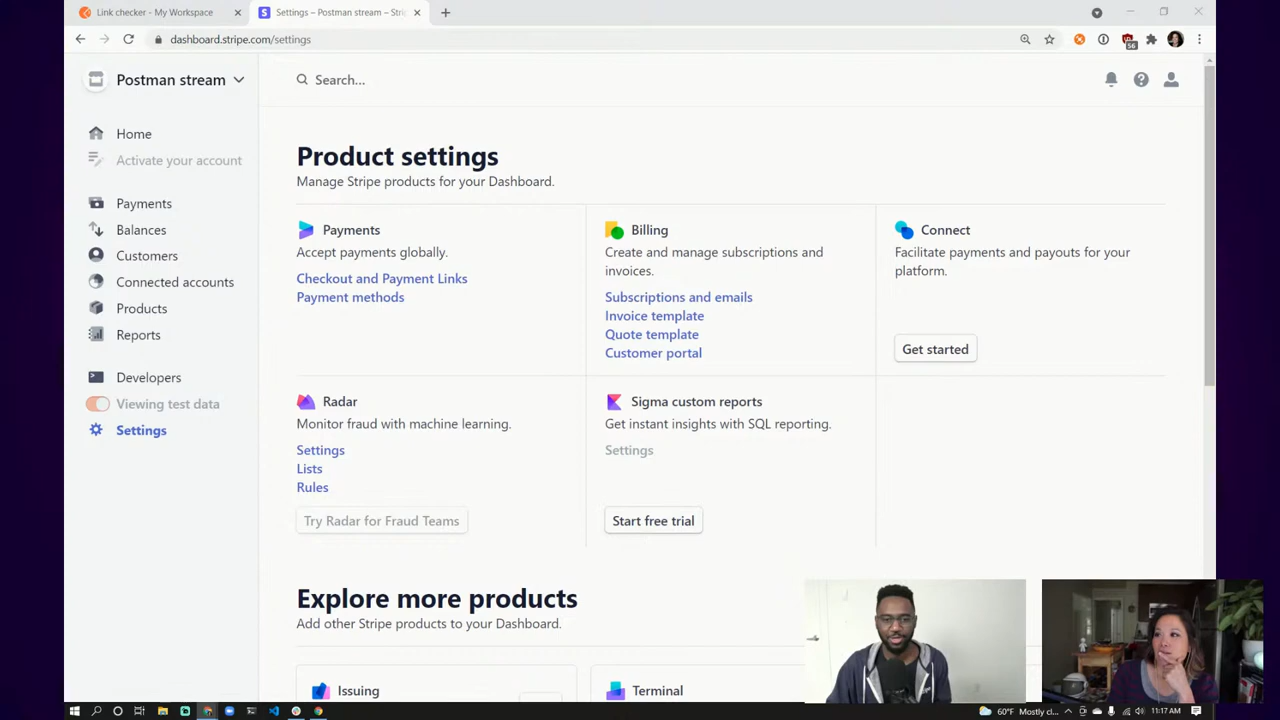 Link checker - My Workspace
Settings – Postman stream – Stri
dashboard.stripe.com/settings
56
Postman stream
Search...
Home
Activate your account
Payments
Balances
Customers
Connected accounts
Products
Reports
Developers
Viewing test data
Settings
Product settings
Manage Stripe products for your Dashboard.
Payments
Accept payments globally.
Checkout and Payment Links
Payment methods
Billing
Create and manage subscriptions and
invoices.
Subscriptions and emails
Invoice template
Quote template
Customer portal
Connect
Facilitate payments and payouts for your
platform.
Get started
Radar
Monitor fraud with machine learning.
Settings
Lists
Rules
Try Radar for Fraud Teams
Sigma custom reports
Get instant insights with SQL reporting.
Settings
Start free trial
Explore more products
Add other Stripe products to your Dashboard.
Issuing
Terminal
60°F Mostly cl...
11:17 AM